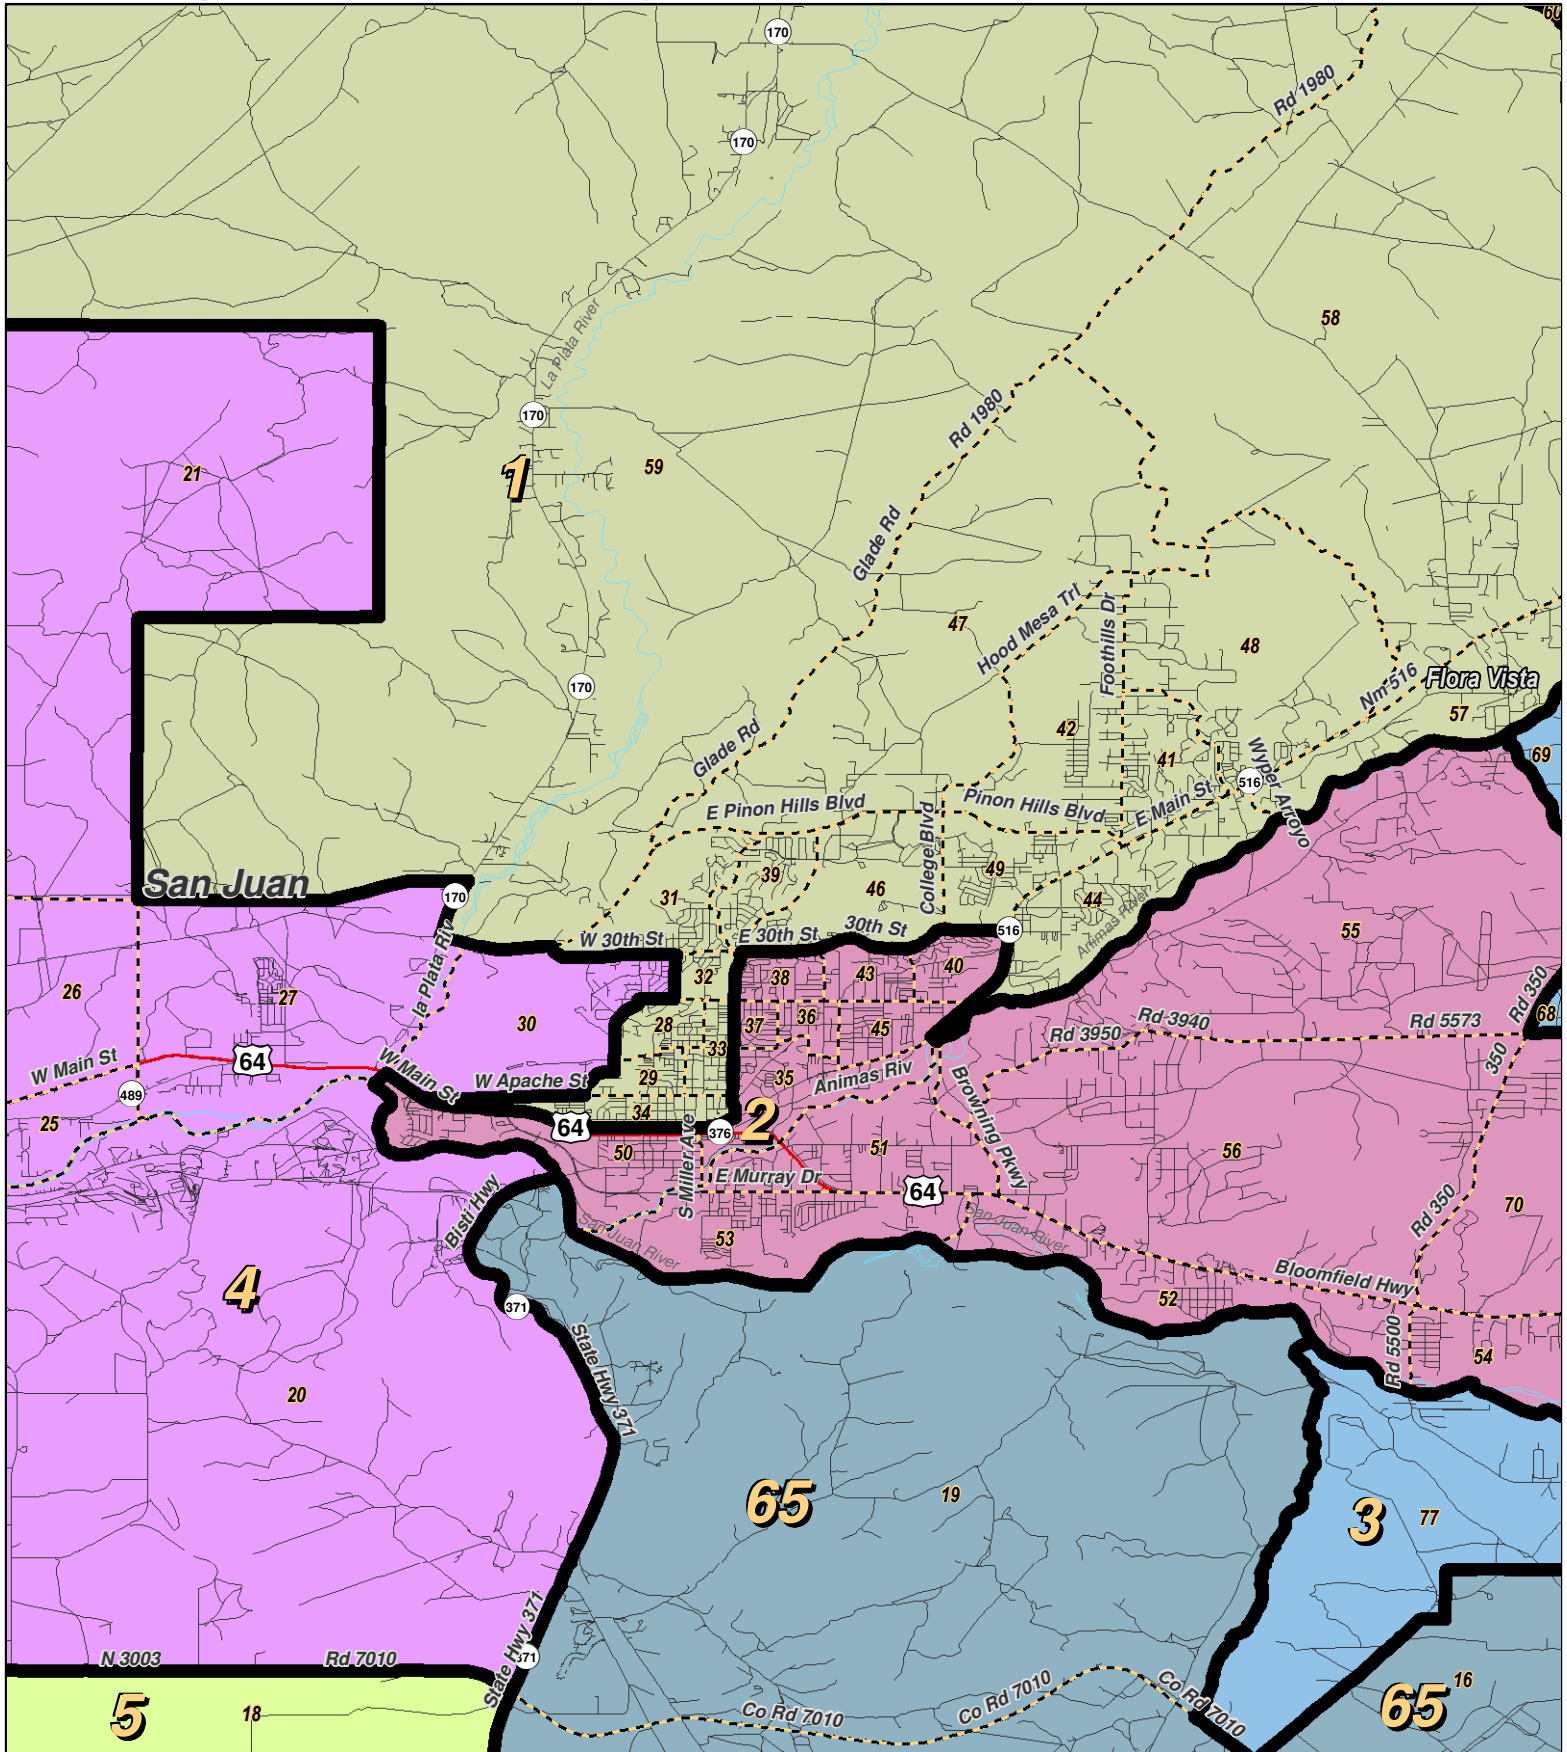 60
170
Rd 1980
170
58
La Plata River
170
Rd 1980
1
59
21
Glade Rd
47
Hood Mesa Trl
Foothills Dr
48
170
Nm 516
Flora Vista
57
42
Glade Rd
41
Wyper Arroyo
69
516
E Main St
E Pinon Hills Blvd
Pinon Hills Blvd
College Blvd
San Juan
170
31
39
46
49
44
Animas River
55
la Plata Riv
W 30th St
E 30th St
30th St
516
26
27
32
38
43
40
Rd 350
68
30
28
37
36
45
Rd 3950
Rd 3940
Rd 5573
33
350
W Main St
64
W Main St
W Apache St
29
35
Animas Riv
Browning Pkwy
489
25
34
64
376
2
50
S Miller Ave
51
56
E Murray Dr
64
Bisti Hwy
San Juan River
53
San Juan River
Rd 350
70
4
371
Bloomfield Hwy
52
State Hwy 371
Rd 5500
54
20
65
19
3
77
N 3003
Rd 7010
State Hwy 371
371
5
18
Co Rd 7010
Co Rd 7010
Co Rd 7010
65
16